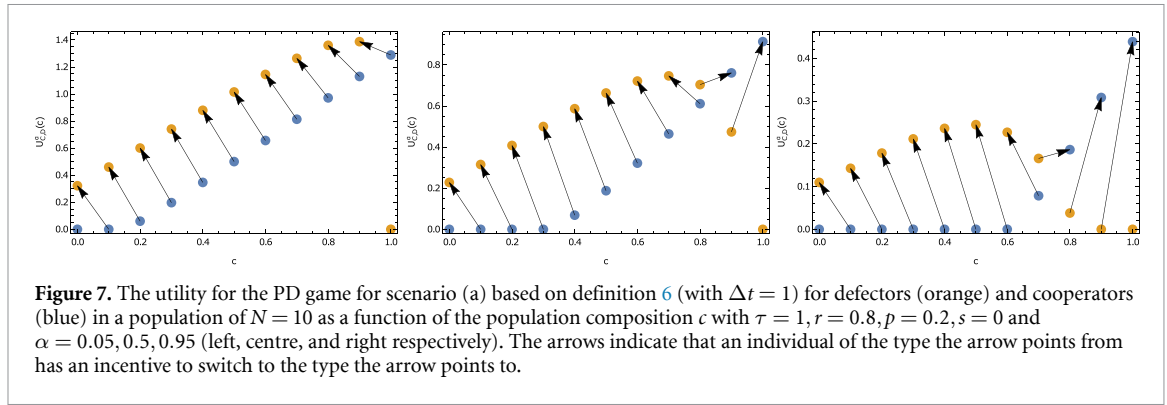 1.4
1.2
1.0
0.8
0.6
0.4
0.2
0.0
U^e_{C,D}(c)
0.0 0.2 0.4 0.6 0.8 1.0
c
0.8
0.6
0.4
0.2
0.0
U^e_{C,D}(c)
0.0 0.2 0.4 0.6 0.8 1.0
c
0.4
0.3
0.2
0.1
0.0
U^e_{C,D}(c)
0.0 0.2 0.4 0.6 0.8 1.0
c
Figure 7. The utility for the PD game for scenario (a) based on definition 6 (with Δt = 1) for defectors (orange) and cooperators
(blue) in a population of N = 10 as a function of the population composition c with τ = 1, r = 0.8, p = 0.2, s = 0 and
α = 0.05, 0.5, 0.95 (left, centre, and right respectively). The arrows indicate that an individual of the type the arrow points from
has an incentive to switch to the type the arrow points to.